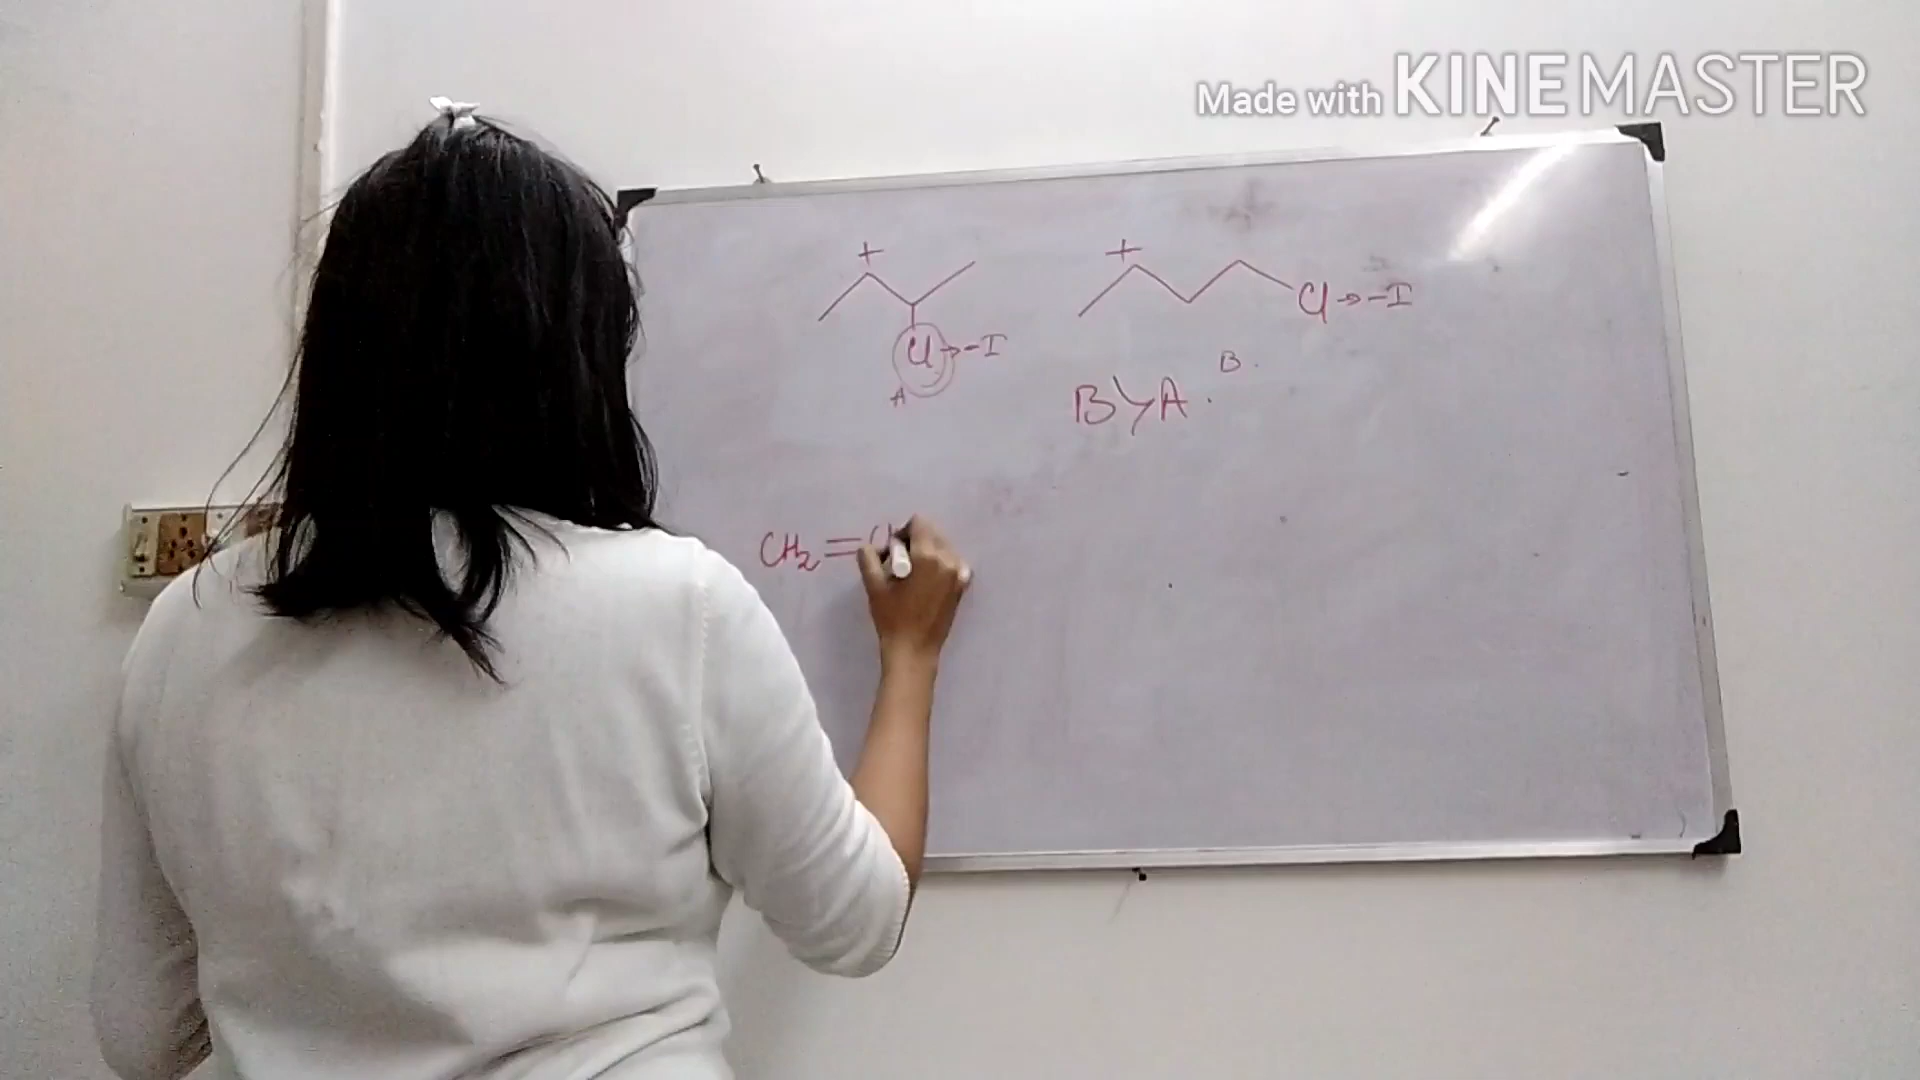 Made with KINEMASTER
+
+
Cl → -I
Cl → -I
A
B.
B > A.
CH2 = C